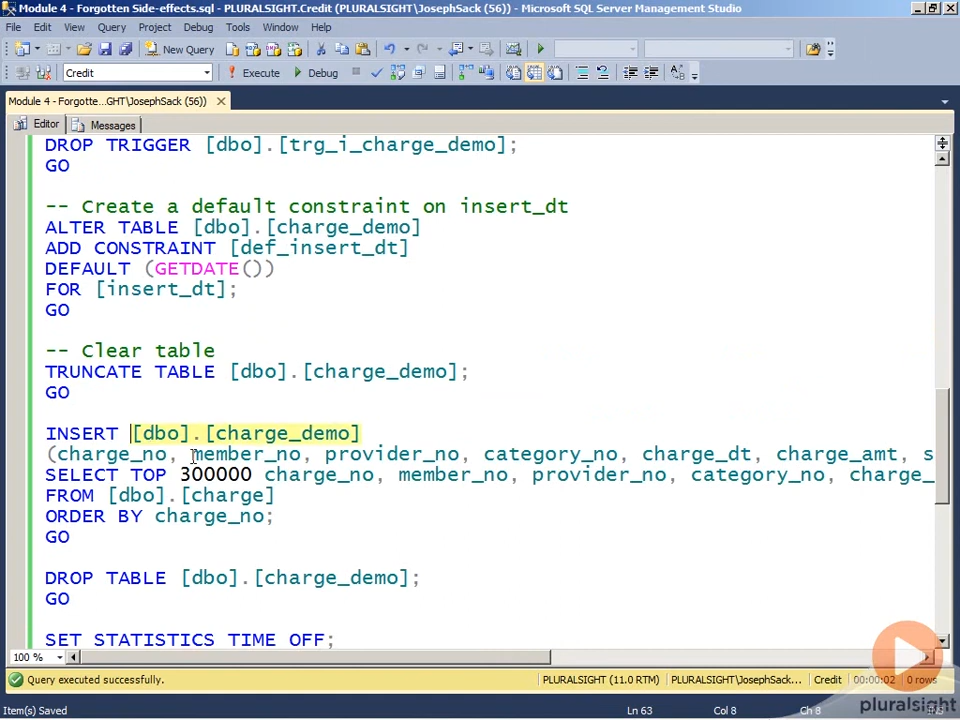 Module 4 - Forgotten Side-effects.sql - PLURALSIGHT.Credit (PLURALSIGHT\JosephSack (56)) - Microsoft SQL Server Management Studio
File Edit View Query Project Debug Tools Window Help
New Query
Credit Execute Debug
Module 4 - Forgotte...GHT\JosephSack (56))
Editor Messages
DROP TRIGGER [dbo].[trg_i_charge_demo];
GO
-- Create a default constraint on insert_dt
ALTER TABLE [dbo].[charge_demo]
ADD CONSTRAINT [def_insert_dt]
DEFAULT (GETDATE())
FOR [insert_dt];
GO
-- Clear table
TRUNCATE TABLE [dbo].[charge_demo];
GO
INSERT [dbo].[charge_demo]
(charge_no, member_no, provider_no, category_no, charge_dt, charge_amt, s
SELECT TOP 300000 charge_no, member_no, provider_no, category_no, charge_
FROM [dbo].[charge]
ORDER BY charge_no;
GO
DROP TABLE [dbo].[charge_demo];
GO
SET STATISTICS TIME OFF;
100 %
Query executed successfully. PLURALSIGHT (11.0 RTM) PLURALSIGHT\JosephSack... Credit 00:00:02 0 rows
pluralsight
Item(s) Saved Ln 63 Col 8 Ch 8 INS